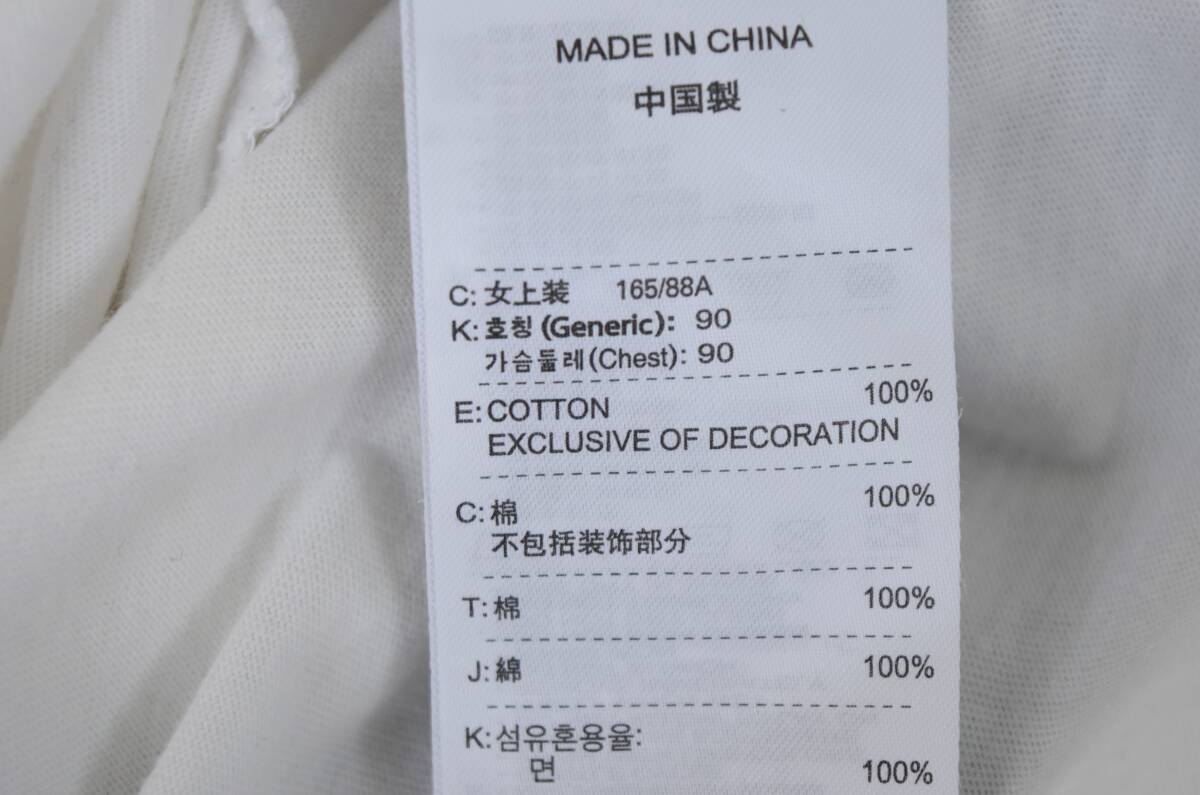 MADE IN CHINA
中国製
C: 女上装 165/88A
K: 호칭 (Generic): 90
가슴둘레(Chest): 90
E: COTTON 100%
EXCLUSIVE OF DECORATION
C: 棉 100%
不包括装饰部分
T: 棉 100%
J: 綿 100%
K: 섬유혼용율:
면 100%